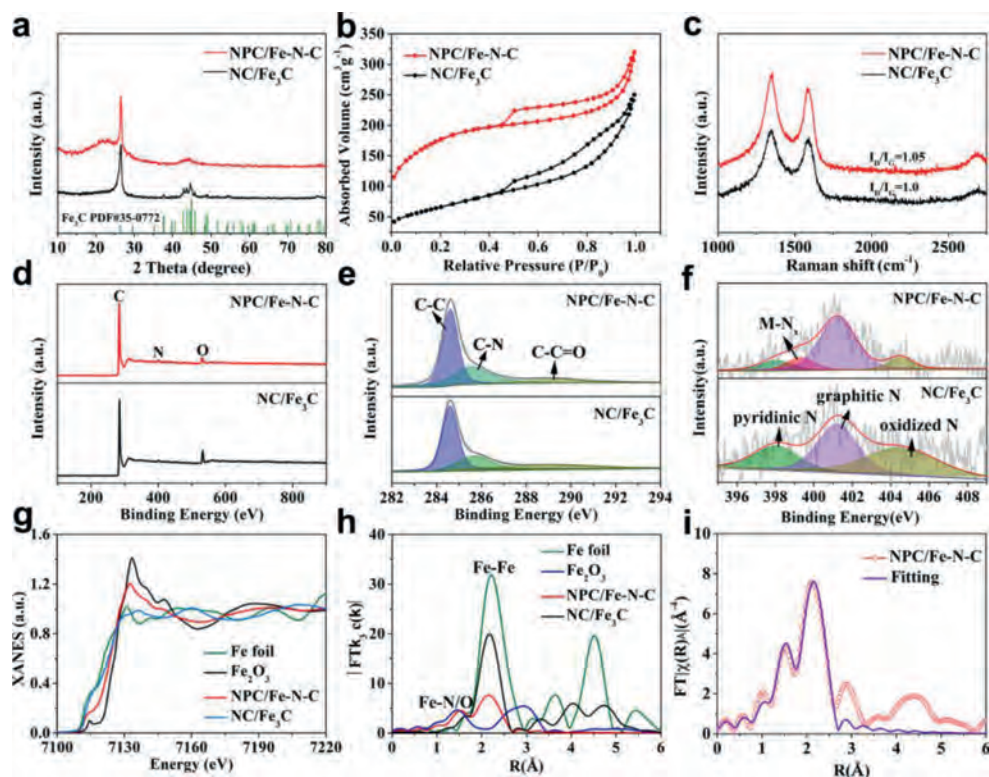 a
NPC/Fe-N-C
NC/Fe₃C
Fe₃C PDF#35-0772
Intensity (a.u.)
10 20 30 40 50 60 70 80
2 Theta (degree)
b
NPC/Fe-N-C
NC/Fe₃C
Absorbed Volume (cm³g⁻¹)
350
300
250
200
150
100
50
0.0 0.2 0.4 0.6 0.8 1.0
Relative Pressure (P/P₀)
c
NPC/Fe-N-C
NC/Fe₃C
I_D/I_G=1.05
I_D/I_G=1.0
Intensity (a.u.)
1000 1500 2000 2500
Raman shift (cm⁻¹)
d
NPC/Fe-N-C
C
N
O
NC/Fe₃C
Intensity (a.u.)
200 400 600 800
Binding Energy (eV)
e
NPC/Fe-N-C
C-C
C-N
C-C=O
NC/Fe₃C
Intensity (a.u.)
282 284 286 288 290 292 294
Binding Energy (eV)
f
NPC/Fe-N-C
M-Nₓ
NC/Fe₃C
graphitic N
pyridinic N
oxidized N
Intensity(a.u.)
396 398 400 402 404 406 408
Binding Energy(eV)
g
1.6
1.2
0.8
0.4
0.0
XANES (a.u.)
Fe foil
Fe₂O₃
NPC/Fe-N-C
NC/Fe₃C
7100 7130 7160 7190 7220
Energy (eV)
h
40
30
20
10
0
Fe-Fe
Fe-N/O
Fe foil
Fe₂O₃
NPC/Fe-N-C
NC/Fe₃C
| FTk₃ c(k)|
0 1 2 3 4 5 6
R(Å)
i
10
8
6
4
2
0
NPC/Fe-N-C
Fitting
0 1 2 3 4 5 6
R(Å)